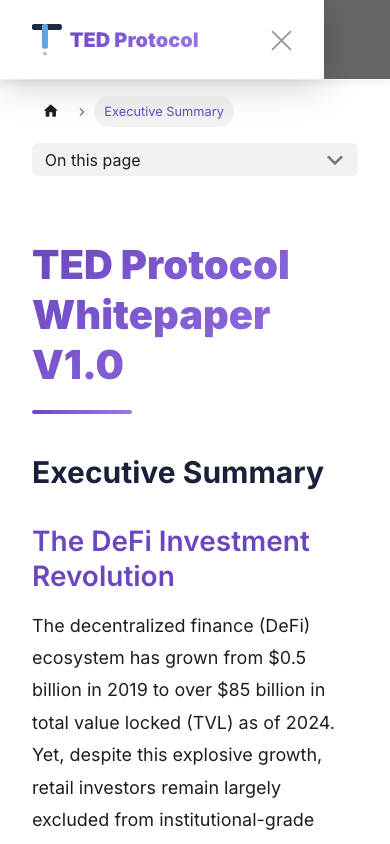 TED Protocol
Executive Summary
On this page
TED Protocol
Whitepaper
V1.0
Executive Summary
The DeFi Investment
Revolution
The decentralized finance (DeFi)
ecosystem has grown from $0.5
billion in 2019 to over $85 billion in
total value locked (TVL) as of 2024.
Yet, despite this explosive growth,
retail investors remain largely
excluded from institutional-grade